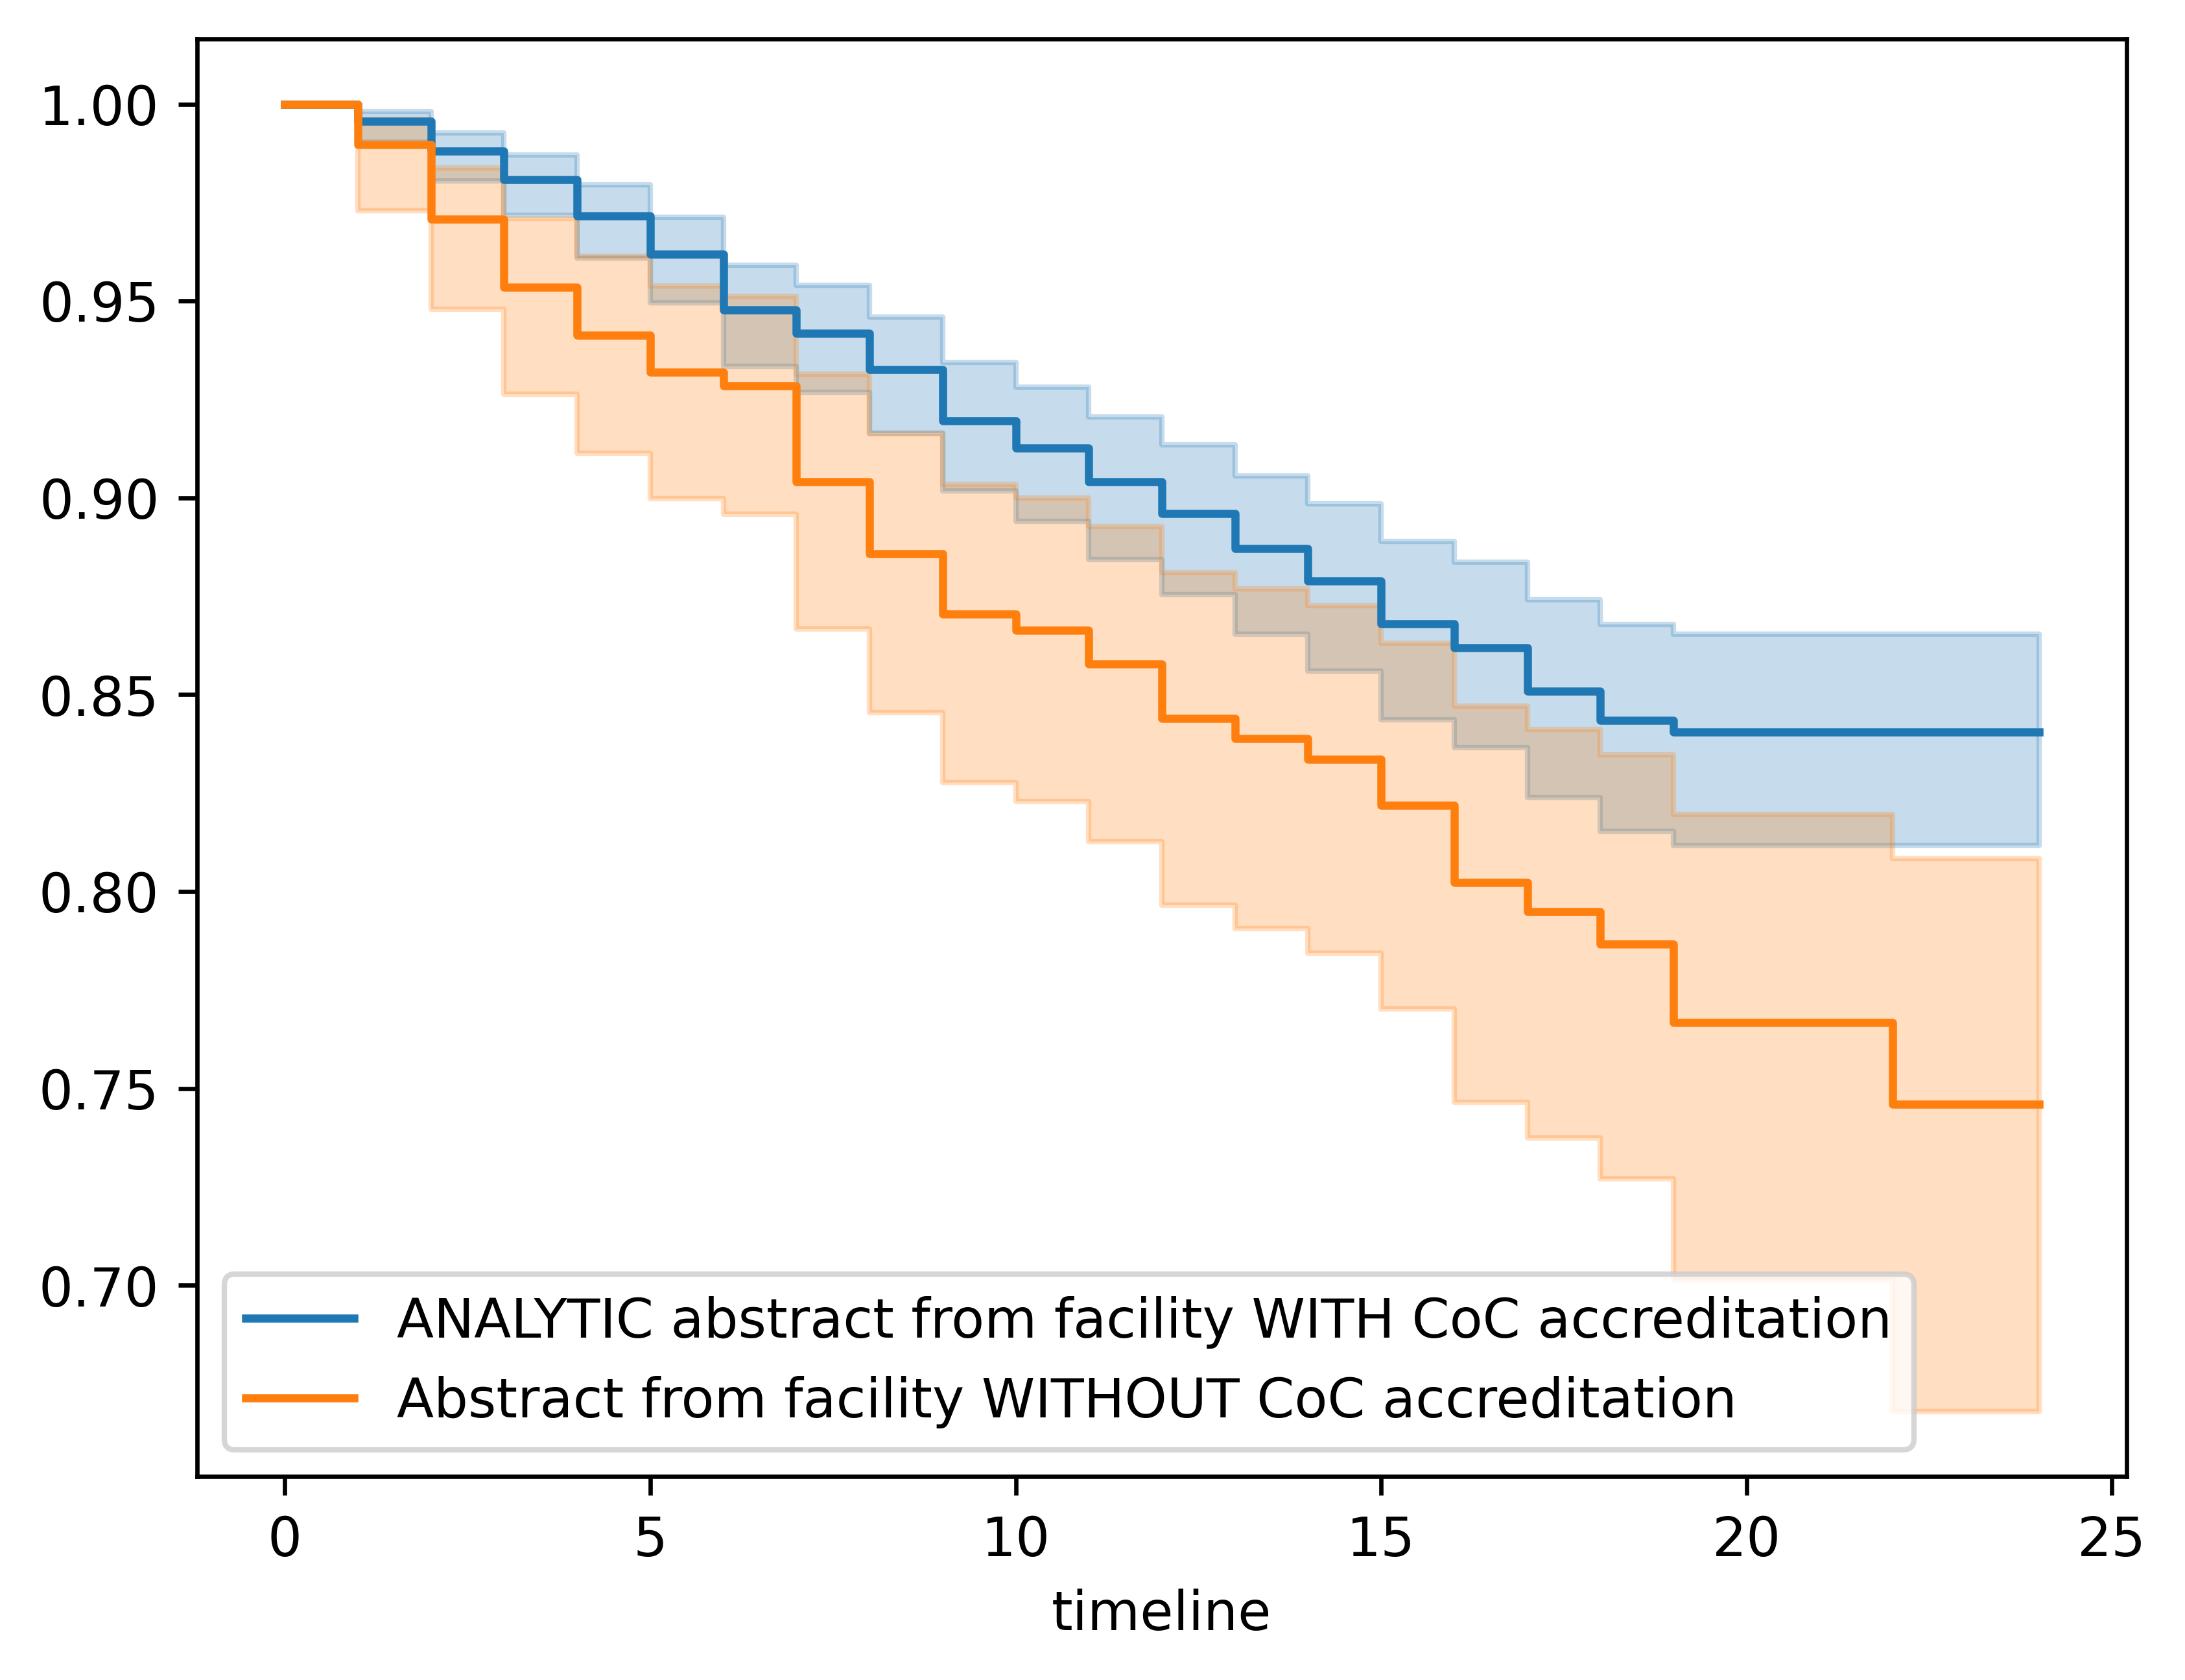 1.00
0.95
0.90
0.85
0.80
0.75
0.70
ANALYTIC abstract from facility WITH CoC accreditation
Abstract from facility WITHOUT CoC accreditation
0 5 10 15 20 25
timeline